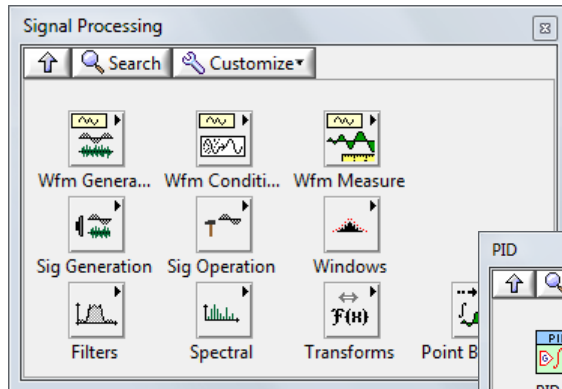 Signal Processing
Search Customize
Wfm Genera... Wfm Conditi... Wfm Measure
Sig Generation Sig Operation Windows
PID
F(H)
Filters Spectral Transforms Point B